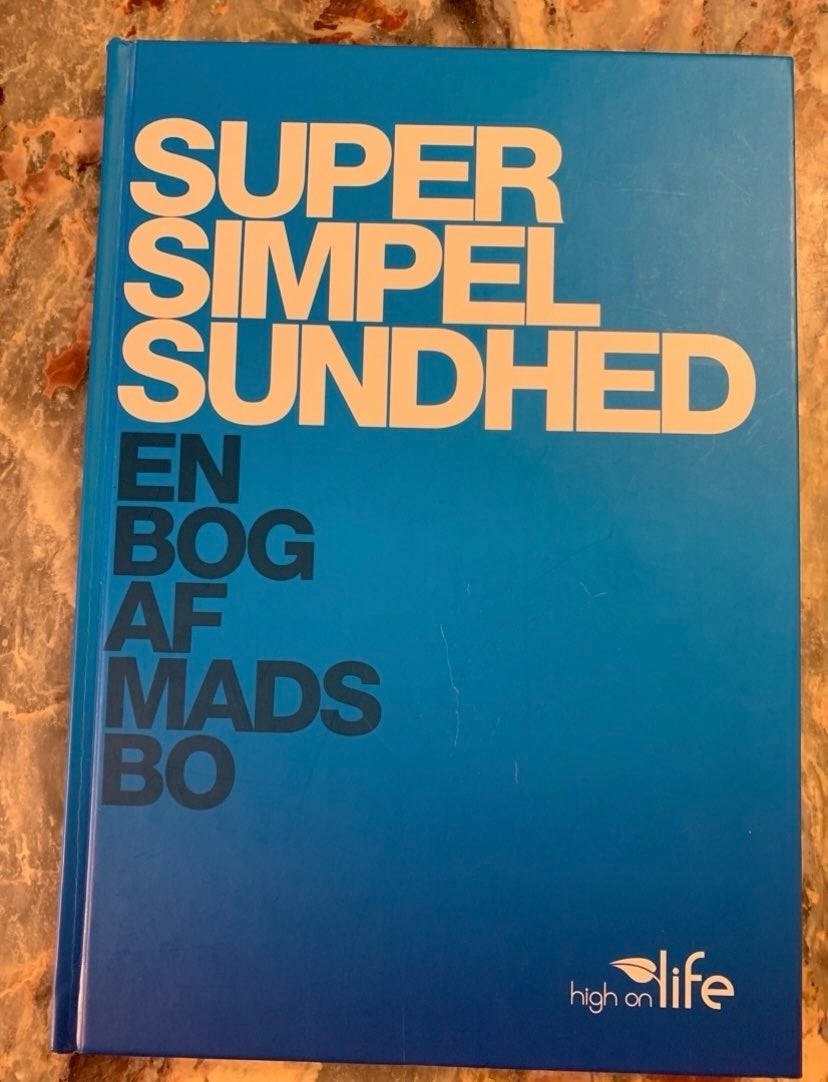 SUPER
SIMPEL
SUNDHED
EN
BOG
AF
MADS
BO
high on life